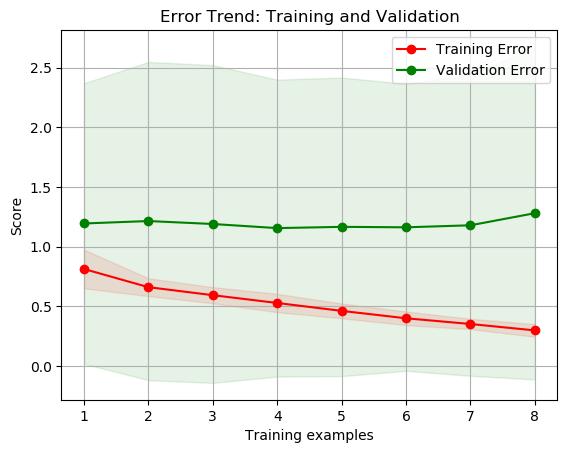 Error Trend: Training and Validation
Training Error
Validation Error
2.5
2.0
1.5
1.0
0.5
0.0
Score
1 2 3 4 5 6 7 8
Training examples